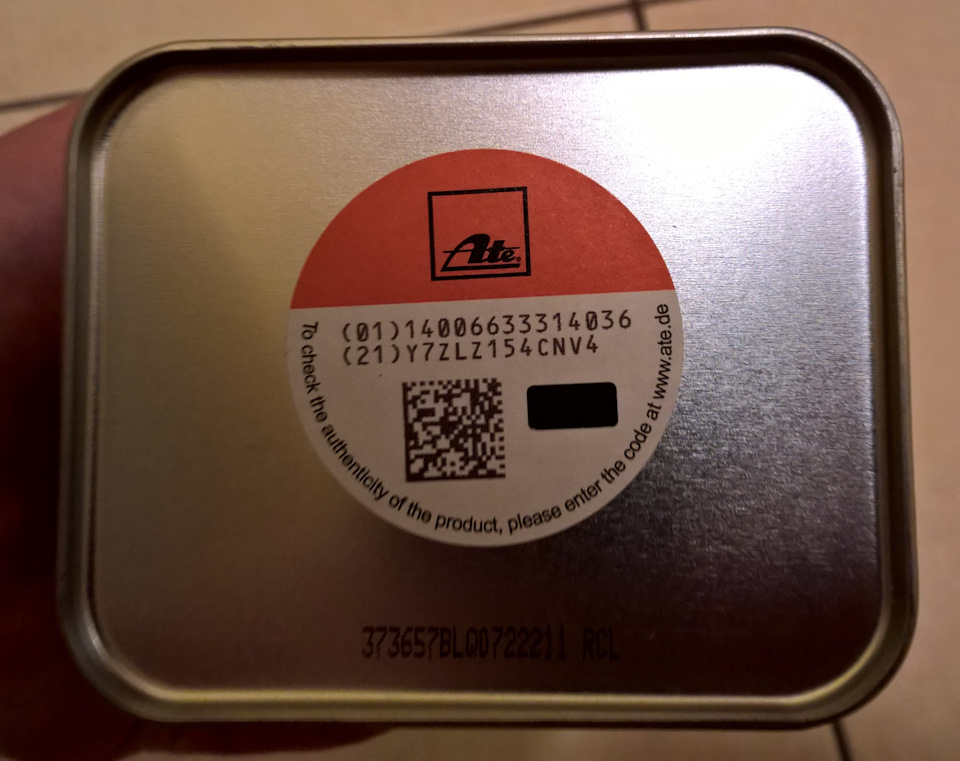 Ate
(01)14006633314036
(21)Y7ZLZ154CNV4
To check the authenticity of the product, please enter the code at www.ate.de
373657BLQ0722211 RCL